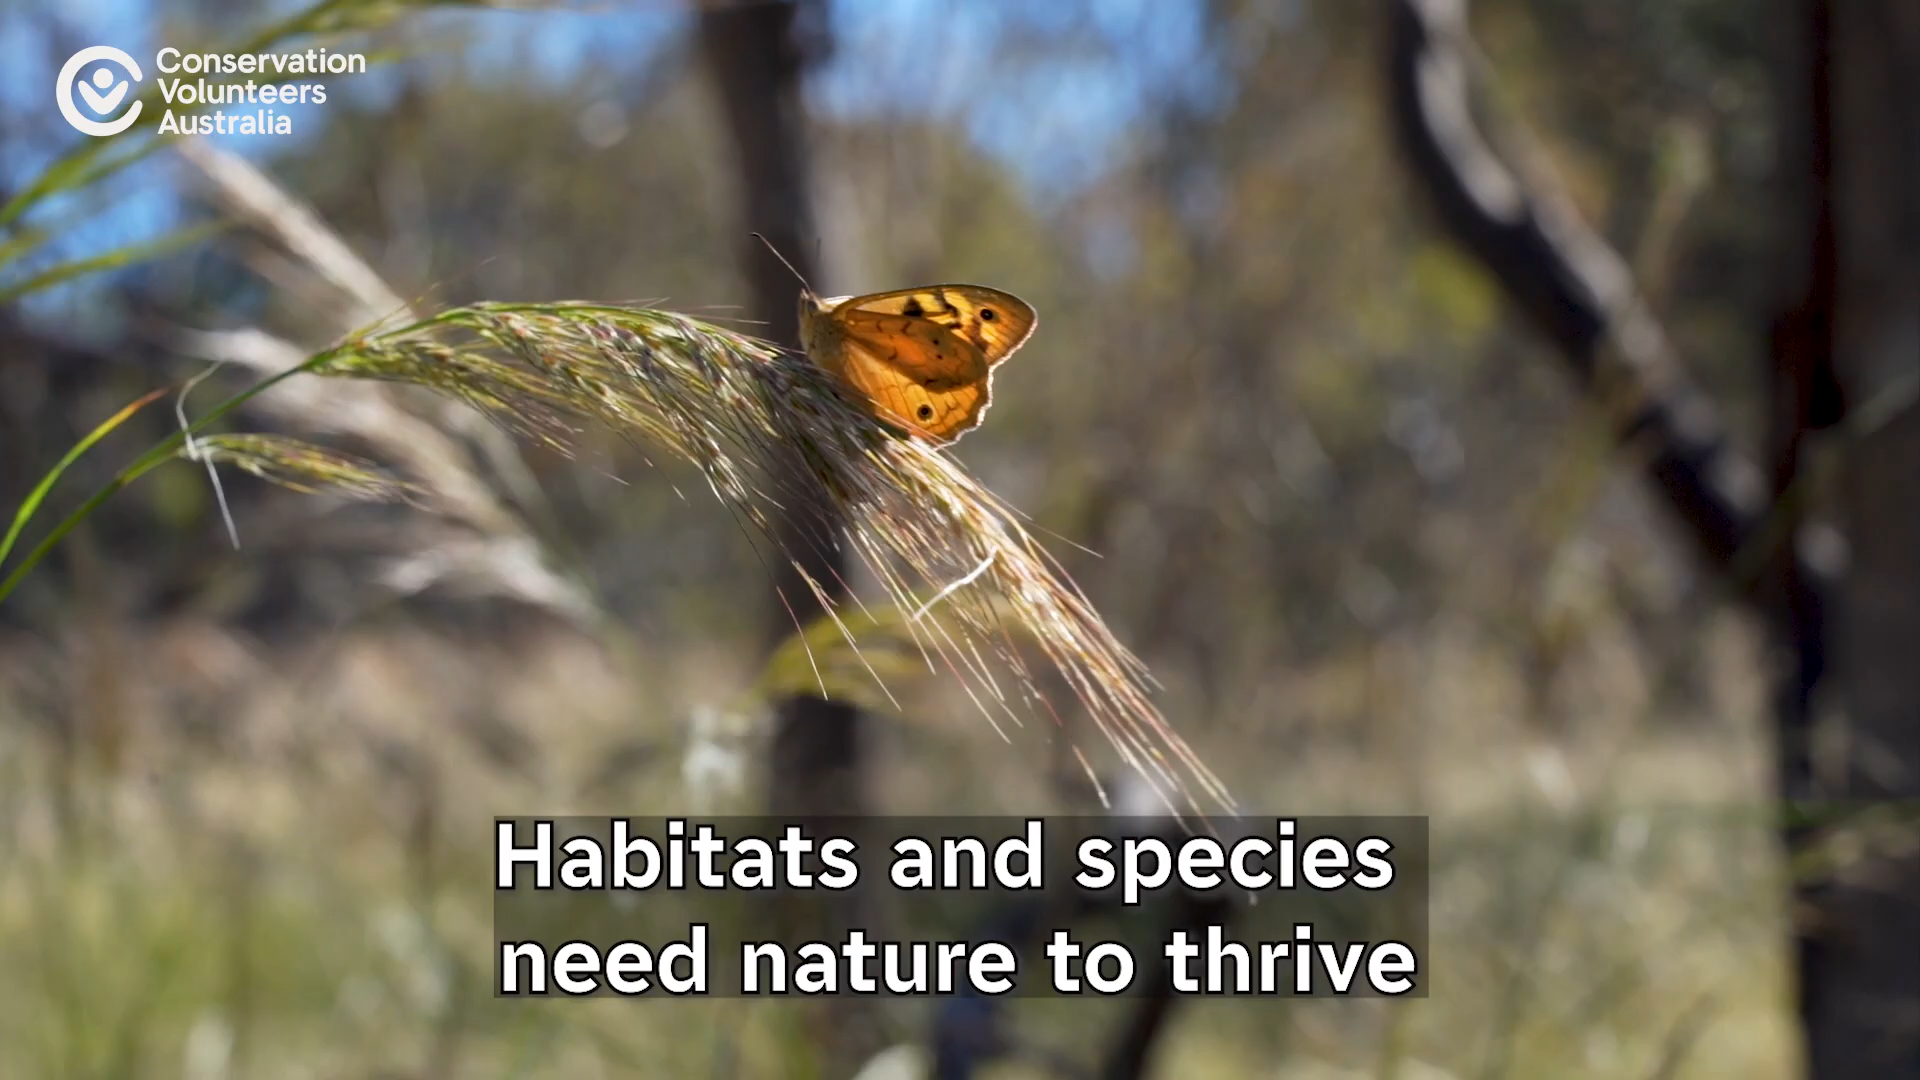 Conservation
Volunteers
Australia
Habitats and species
need nature to thrive